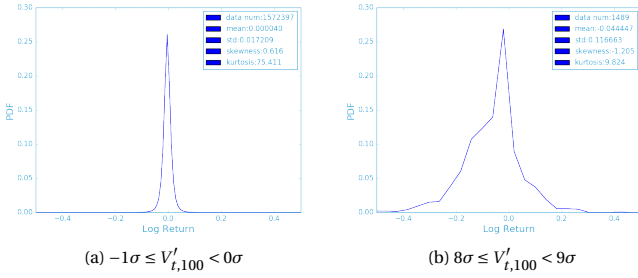 0.30
0.25
0.20
0.15
0.10
0.05
0.00
PDF
−0.4 −0.2 0.0 0.2 0.4
Log Return
data num:1572397
mean:0.000040
std:0.017209
skewness:0.616
kurtosis:75.411
(a) −1σ ≤ V′t,100 < 0σ
0.30
0.25
0.20
0.15
0.10
0.05
0.00
PDF
−0.4 −0.2 0.0 0.2 0.4
Log Return
data num:1489
mean:-0.044447
std:0.116663
skewness:-1.205
kurtosis:9.824
(b) 8σ ≤ V′t,100 < 9σ